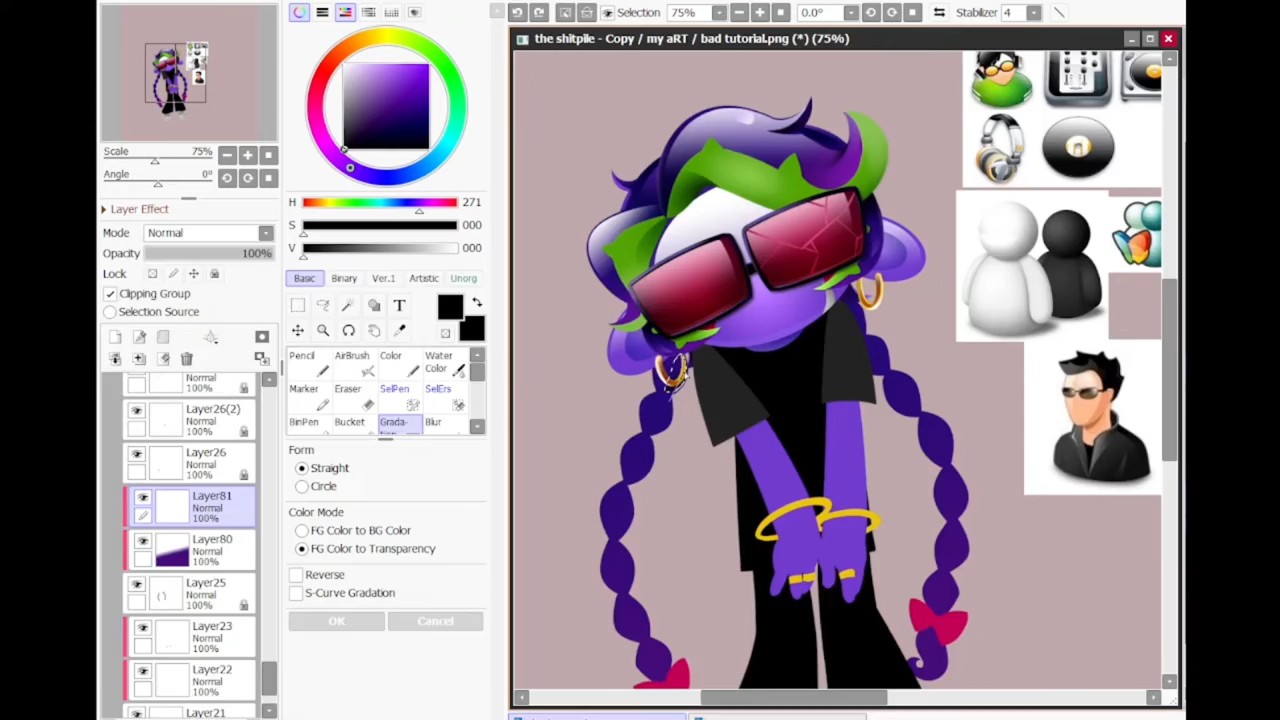 Selection
75%
0.0°
Stabilizer 4
the shitpile - Copy / my aRT / bad tutorial.png (*) (75%)
Scale 75%
Angle 0°
Layer Effect
Mode Normal
Opacity 100%
Lock
Clipping Group
Selection Source
Normal
100%
Layer26(2)
Normal
100%
Layer26
Normal
100%
Layer81
Normal
100%
Layer80
Normal
100%
Layer25
Normal
100%
Layer23
Normal
100%
Layer22
Normal
100%
Layer21
H 271
S 000
V 000
Basic Binary Ver.1 Artistic Unorg
T
Pencil AirBrush Color Water Color
Marker Eraser SelPen SelErs
BinPen Bucket Grada-tion Blur
Form
Straight
Circle
Color Mode
FG Color to BG Color
FG Color to Transparency
Reverse
S-Curve Gradation
OK Cancel